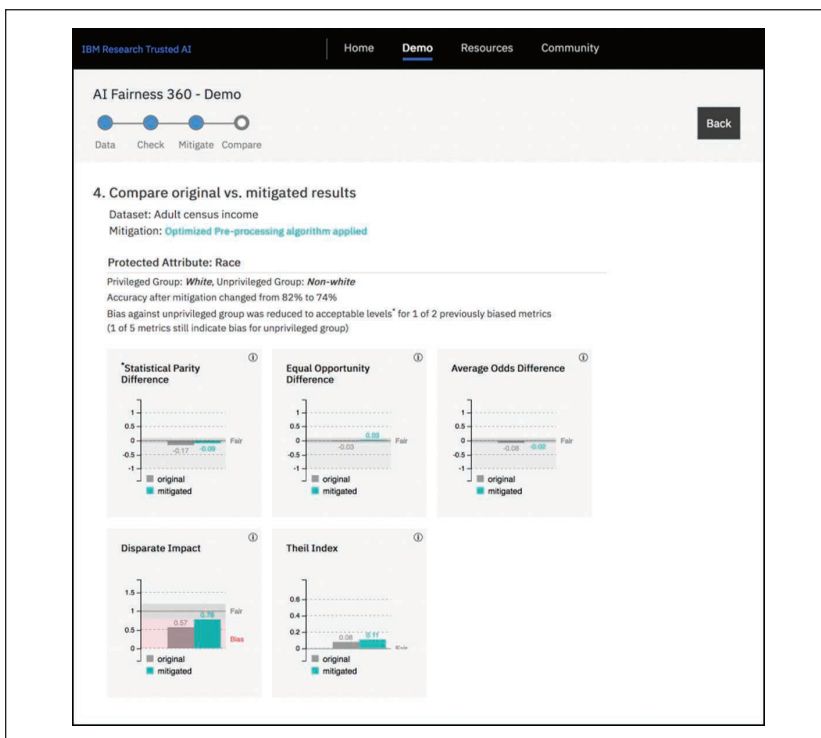 IBM Research Trusted AI
Home Demo Resources Community
AI Fairness 360 - Demo
Data Check Mitigate Compare
Back
4. Compare original vs. mitigated results
Dataset: Adult census income
Mitigation: Optimized Pre-processing algorithm applied
Protected Attribute: Race
Privileged Group: White, Unprivileged Group: Non-white
Accuracy after mitigation changed from 82% to 74%
Bias against unprivileged group was reduced to acceptable levels* for 1 of 2 previously biased metrics
(1 of 5 metrics still indicate bias for unprivileged group)
*Statistical Parity
Difference
1
0.5
0
-0.5
-1
-0.17
-0.09
Fair
original
mitigated
Equal Opportunity
Difference
1
0.5
0
-0.5
-1
-0.03
0.03
Fair
original
mitigated
Average Odds Difference
1
0.5
0
-0.5
-1
-0.08
-0.02
Fair
original
mitigated
Disparate Impact
1.5
1
0.5
0
0.57
0.78
Fair
Bias
original
mitigated
Theil Index
0.6
0.4
0.2
0
0.08
0.11
Fair
original
mitigated